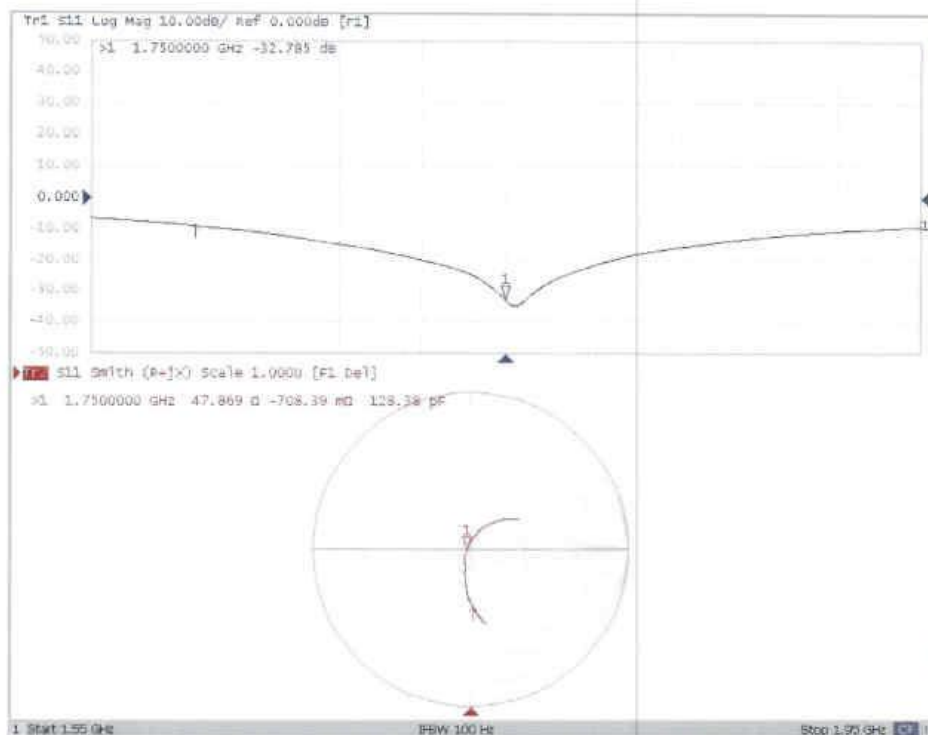 Tr1 S11 Log Mag 10.00dB/ Ref 0.000dB [F1]
50.00
>1 1.7500000 GHz -32.785 dB
40.00
30.00
20.00
10.00
0.000
-10.00
1
-20.00
1
-30.00
-40.00
-50.00
Tr2 S11 Smith (R+jX) Scale 1.000U [F1 Del]
>1 1.7500000 GHz 47.869 Ω -708.39 mΩ 128.38 pF
1
1 Start 1.55 GHz IFBW 100 Hz Stop 1.95 GHz